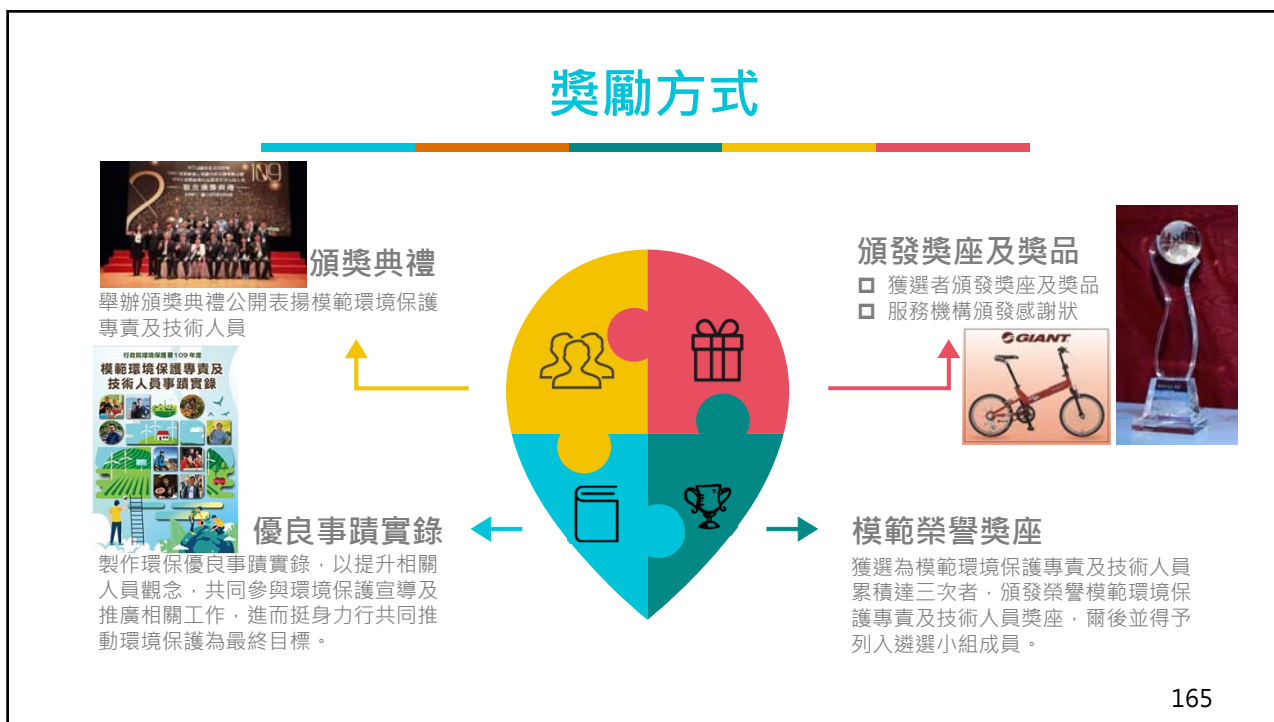 獎勵方式
109
聯合頒獎典禮
頒獎典禮
舉辦頒獎典禮公開表揚模範環境保護
專責及技術人員
頒發獎座及獎品
獲選者頒發獎座及獎品
服務機構頒發感謝狀
GIANT
行政院環境保護署109年度
模範環境保護專責及
技術人員事蹟實錄
優良事蹟實錄
製作環保優良事蹟實錄，以提升相關
人員觀念，共同參與環境保護宣導及
推廣相關工作，進而挺身力行共同推
動環境保護為最終目標。
模範榮譽獎座
獲選為模範環境保護專責及技術人員
累積達三次者，頒發榮譽模範環境保
護專責及技術人員獎座，爾後並得予
列入遴選小組成員。
165